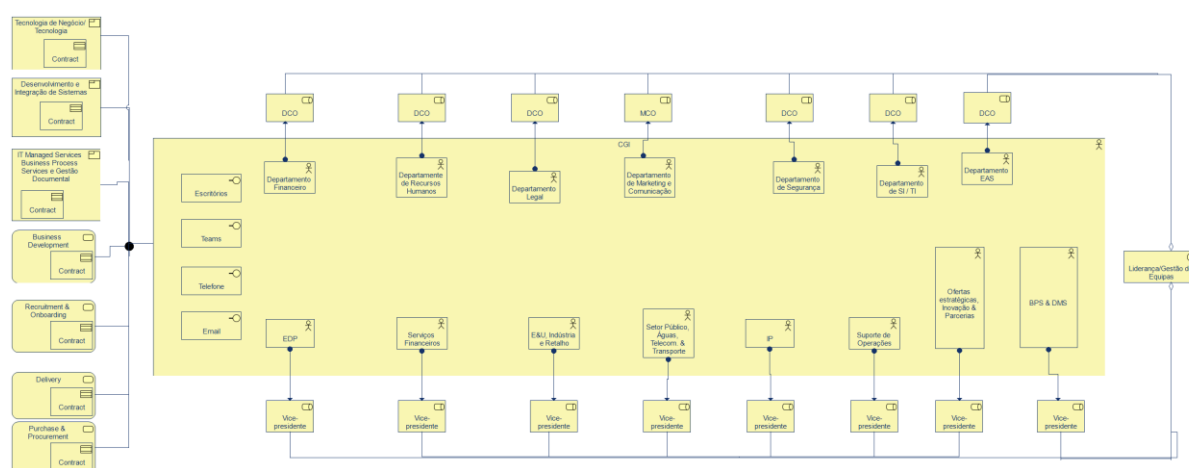 Tecnologia de Negócio/
Tecnologia
Contract
Desenvolvimento e
Integração de Sistemas
Contract
IT Managed Services
Business Process
Services e Gestão
Documental
Contract
Business
Development
Contract
Recruitment &
Onboarding
Contract
Delivery
Contract
Purchase &
Procurement
Contract
DCO
DCO
DCO
MCO
DCO
DCO
DCO
CGI
Departamento
Financeiro
Departamente
de Recursos
Humanos
Departamento
Legal
Departamento
de Marketing e
Comunicação
Departamento
de Segurança
Departamento
de SI / TI
Departamento
EAS
Escritórios
Teams
Telefone
Email
EDP
Serviços
Financeiros
E&U, Indústria
e Retalho
Setor Público,
Águas,
Telecom. &
Transporte
IP
Suporte de
Operações
Ofertas
estratégicas,
Inovação &
Parcerias
BPS & DMS
Liderança/Gestão d
Equipas
Vice-
presidente
Vice-
presidente
Vice-
presidente
Vice-
presidente
Vice-
presidente
Vice-
presidente
Vice-
presidente
Vice-
presidente